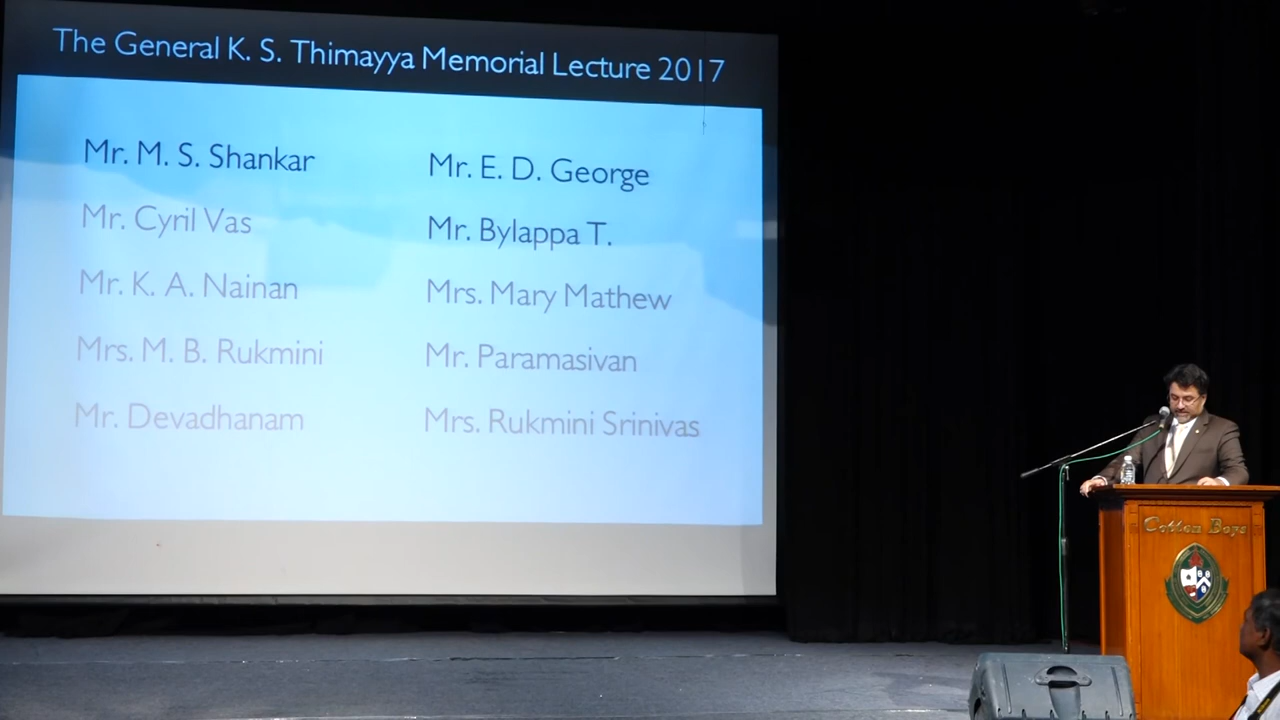 The General K. S. Thimayya Memorial Lecture 2017
Mr. M. S. Shankar
Mr. Cyril Vas
Mr. K. A. Nainan
Mrs. M. B. Rukmini
Mr. Devadhanam
Mr. E. D. George
Mr. Bylappa T.
Mrs. Mary Mathew
Mr. Paramasivan
Mrs. Rukmini Srinivas
Cotton Boys